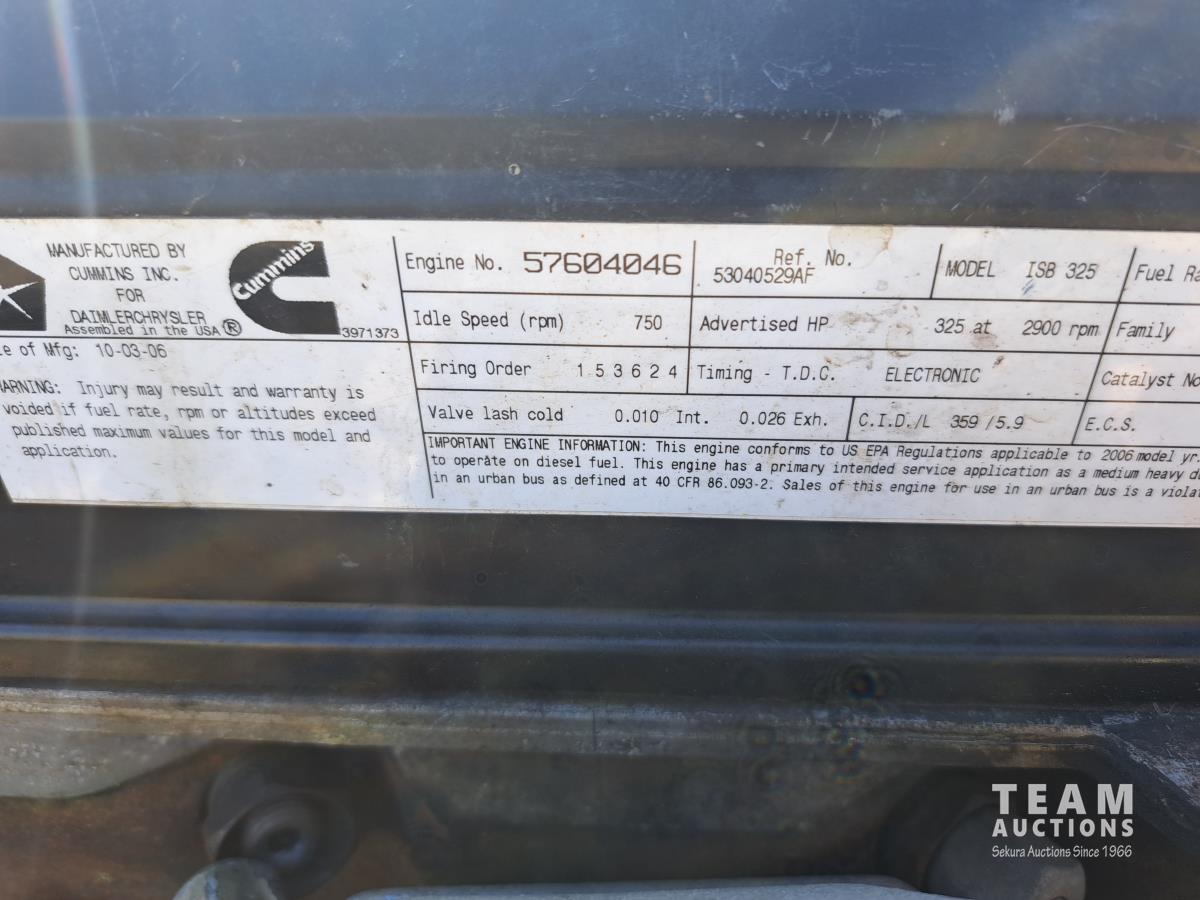 MANUFACTURED BY
CUMMINS INC.
FOR
DAIMLERCHRYSLER
Assembled in the USA ®
Cummins
3971373
of Mfg: 10-03-06
WARNING: Injury may result and warranty is
voided if fuel rate, rpm or altitudes exceed
published maximum values for this model and
application.
Engine No. 57604046
Ref. No.
53040529AF
MODEL ISB 325
Fuel
Idle Speed (rpm) 750
Advertised HP 325 at 2900 rpm
Family
Firing Order 1 5 3 6 2 4
Timing - T.D.C. ELECTRONIC
Catalyst
Valve lash cold 0.010 Int. 0.026 Exh.
C.I.D./L 359 /5.9
E.C.S.
IMPORTANT ENGINE INFORMATION: This engine conforms to US EPA Regulations applicable to 2006 model yr.
to operate on diesel fuel. This engine has a primary intended service application as a medium heavy
in an urban bus as defined at 40 CFR 86.093-2. Sales of this engine for use in an urban bus is a
TEAM
AUCTIONS
Sekura Auctions Since 1966